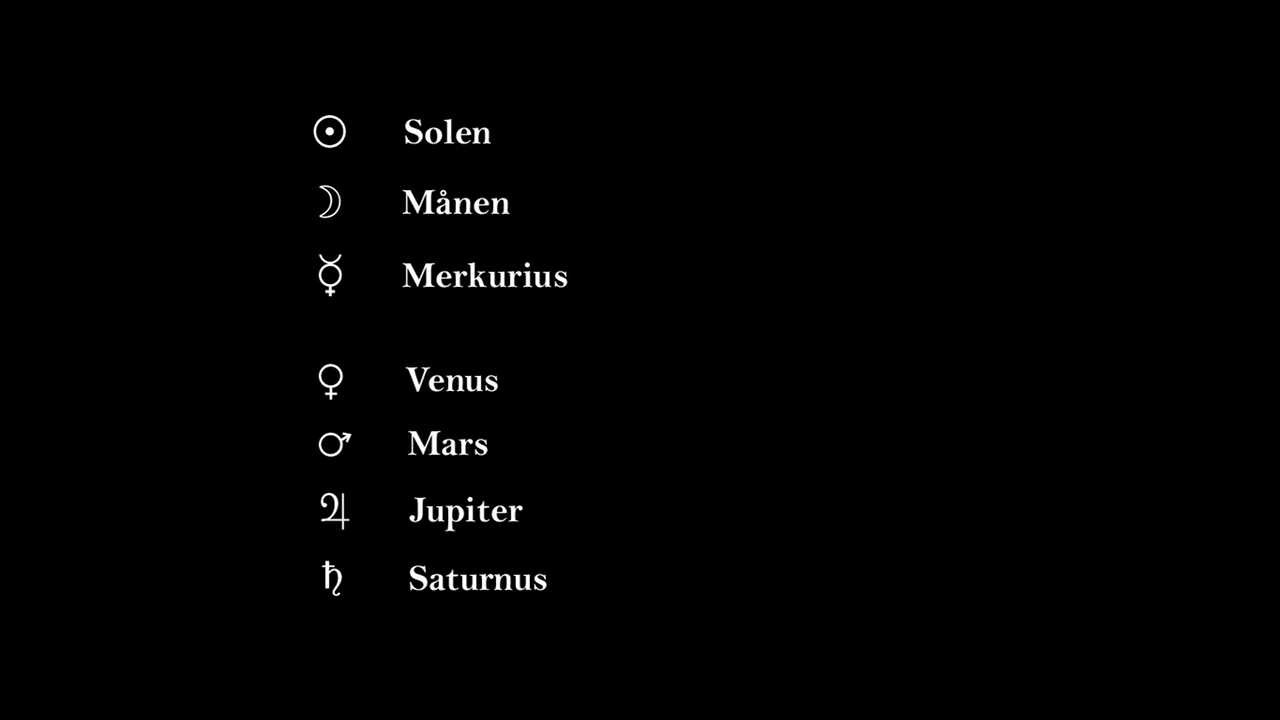 ☉ Solen
☽ Månen
☿ Merkurius
♀ Venus
♂ Mars
♃ Jupiter
♄ Saturnus